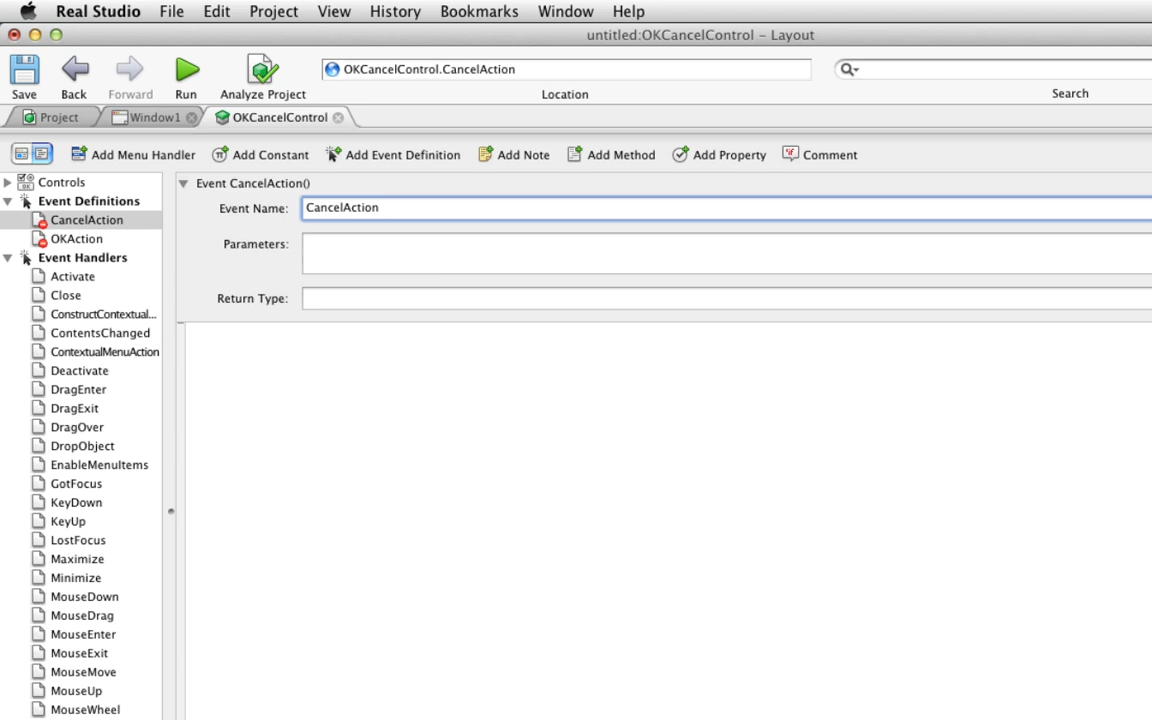 Real Studio File Edit Project View History Bookmarks Window Help
untitled:OKCancelControl – Layout
OKCancelControl.CancelAction
Save Back Forward Run Analyze Project Location Search
Project Window1 OKCancelControl
Add Menu Handler Add Constant Add Event Definition Add Note Add Method Add Property Comment
Controls
Event Definitions
CancelAction
OKAction
Event Handlers
Activate
Close
ConstructContextual...
ContentsChanged
ContextualMenuAction
Deactivate
DragEnter
DragExit
DragOver
DropObject
EnableMenuItems
GotFocus
KeyDown
KeyUp
LostFocus
Maximize
Minimize
MouseDown
MouseDrag
MouseEnter
MouseExit
MouseMove
MouseUp
MouseWheel
Event CancelAction()
Event Name: CancelAction
Parameters:
Return Type: